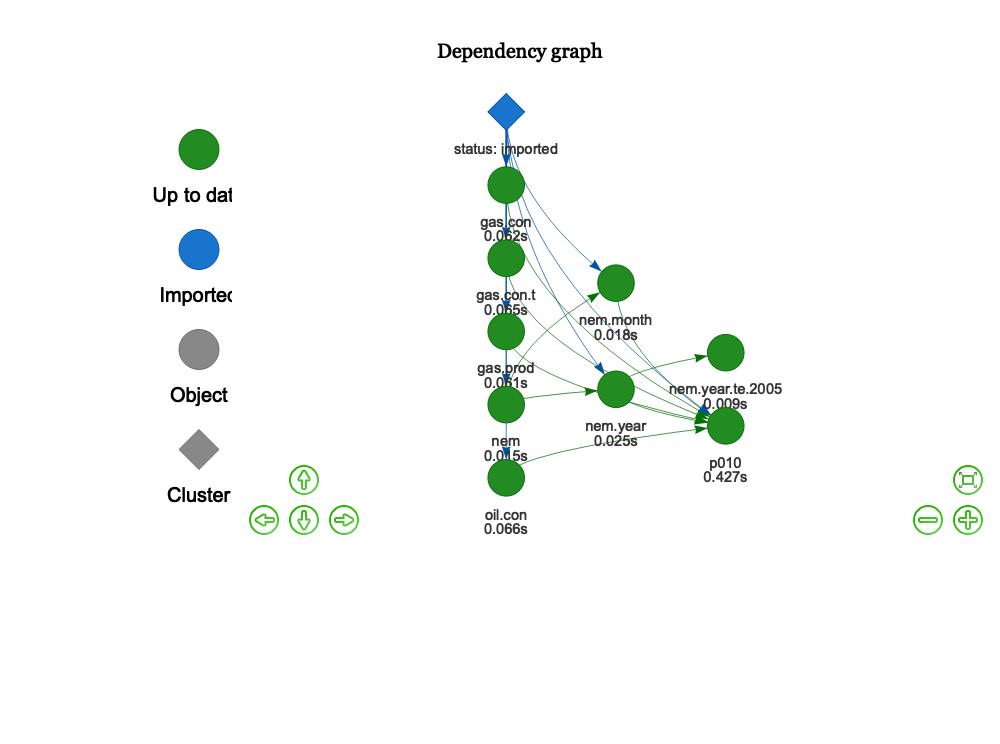 Dependency graph
Up to dat
Imported
Object
Cluster
status: imported
gas.con
0.062s
gas.con.t
0.065s
gas.prod
0.061s
nem
0.015s
oil.con
0.066s
nem.month
0.018s
nem.year
0.025s
nem.year.te.2005
0.009s
p010
0.427s